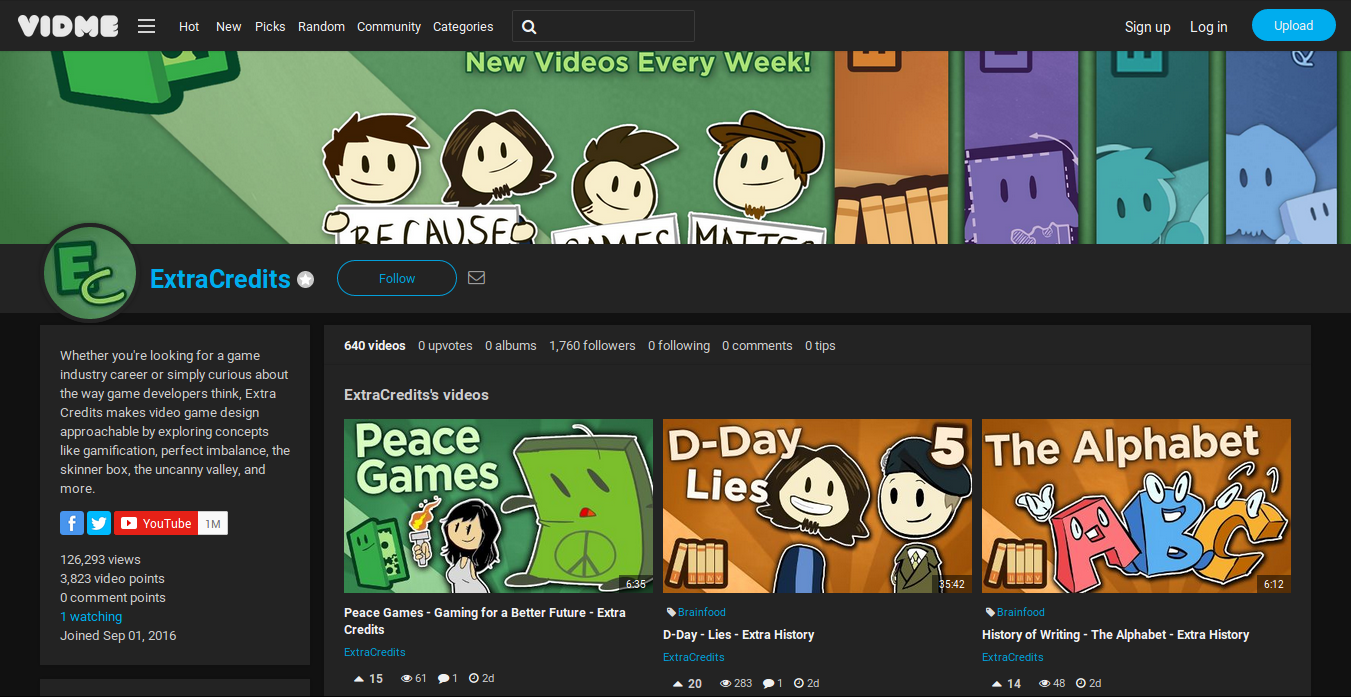 VIDME Hot New Picks Random Community Categories Sign up Log in Upload
New Videos Every Week!
BECAUSE GAMES MATTER
EC ExtraCredits Follow
Whether you're looking for a game
industry career or simply curious about
the way game developers think, Extra
Credits makes video game design
approachable by exploring concepts
like gamification, perfect imbalance, the
skinner box, the uncanny valley, and
more.
f YouTube 1M
126,293 views
3,823 video points
0 comment points
1 watching
Joined Sep 01, 2016
640 videos 0 upvotes 0 albums 1,760 followers 0 following 0 comments 0 tips
ExtraCredits's videos
Peace
Games
6:35
Peace Games - Gaming for a Better Future - Extra
Credits
ExtraCredits
15 61 1 2d
D-Day 5
Lies
35:42
Brainfood
D-Day - Lies - Extra History
ExtraCredits
20 283 1 2d
The Alphabet
ABC
6:12
Brainfood
History of Writing - The Alphabet - Extra History
ExtraCredits
14 48 2d